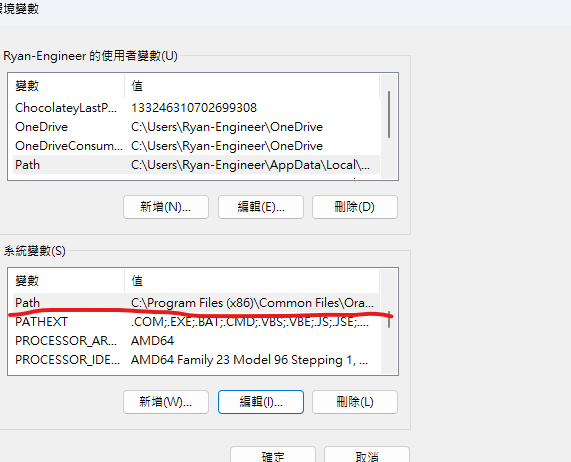 環境變數
Ryan-Engineer 的使用者變數(U)
變數 值
ChocolateyLastP... 133246310702699308
OneDrive C:\Users\Ryan-Engineer\OneDrive
OneDriveConsum... C:\Users\Ryan-Engineer\OneDrive
Path C:\Users\Ryan-Engineer\AppData\Local\...
新增(N)... 編輯(E)... 刪除(D)
系統變數(S)
變數 值
Path C:\Program Files (x86)\Common Files\Ora...
PATHEXT .COM;.EXE;.BAT;.CMD;.VBS;.VBE;.JS;.JSE;....
PROCESSOR_AR... AMD64
PROCESSOR_IDE... AMD64 Family 23 Model 96 Stepping 1, ...
新增(W)... 編輯(I)... 刪除(L)
確定 取消